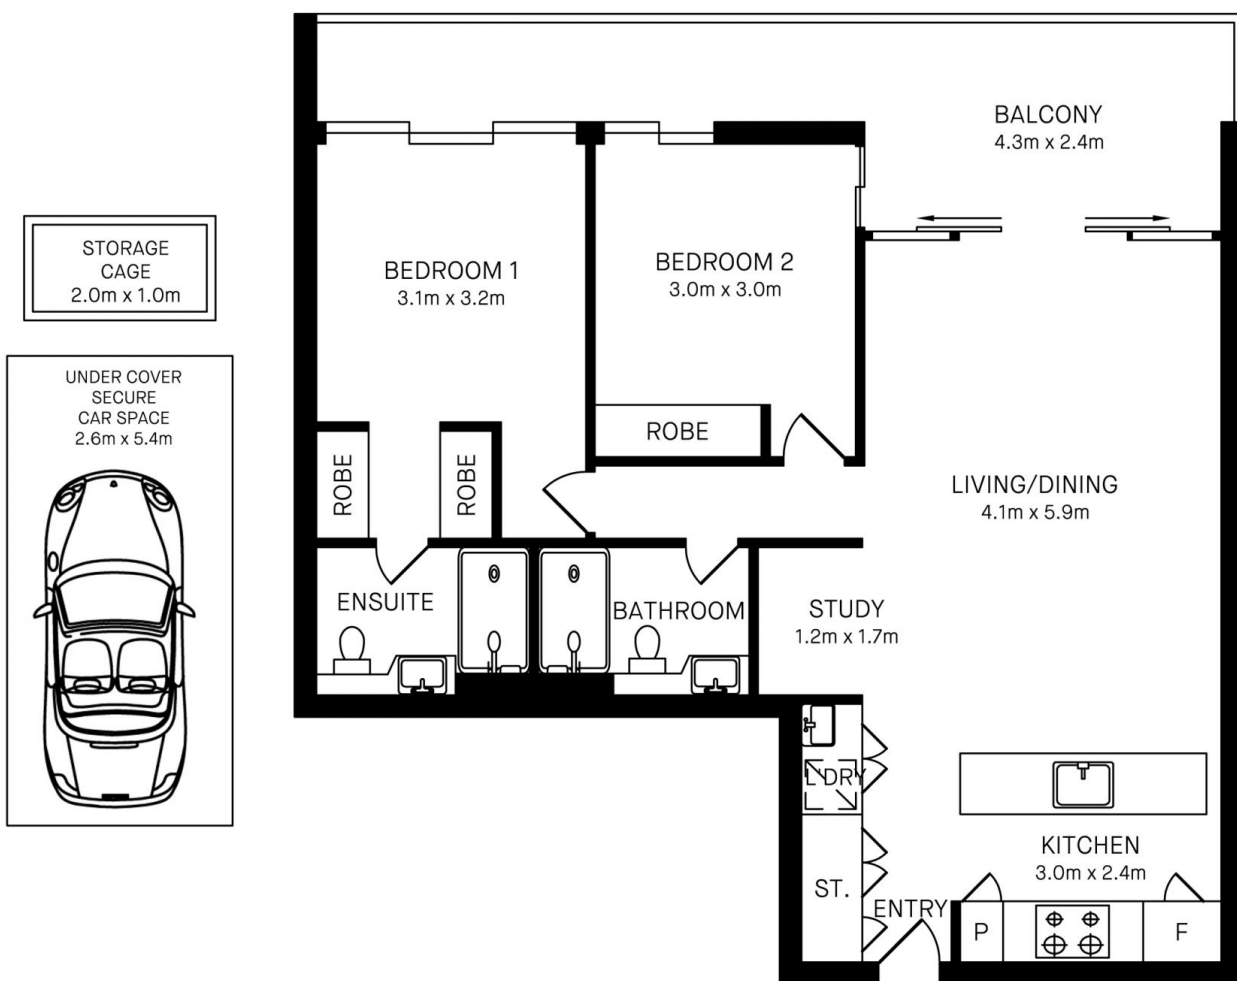 BALCONY
4.3m x 2.4m
STORAGE
CAGE
2.0m x 1.0m
BEDROOM 1
3.1m x 3.2m
BEDROOM 2
3.0m x 3.0m
UNDER COVER
SECURE
CAR SPACE
2.6m x 5.4m
ROBE
ROBE
ROBE
LIVING/DINING
4.1m x 5.9m
ENSUITE
BATHROOM
STUDY
1.2m x 1.7m
L'DRY
KITCHEN
3.0m x 2.4m
ST.
ENTRY
P
F